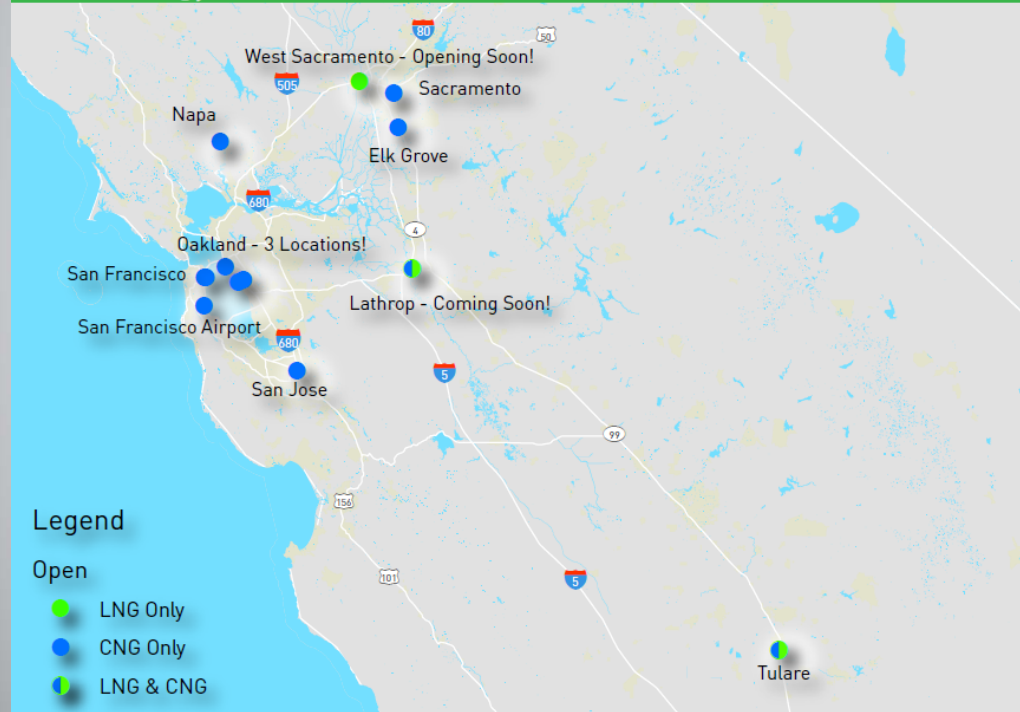 80
50
West Sacramento - Opening Soon!
505
Sacramento
Napa
Elk Grove
680
4
Oakland - 3 Locations!
San Francisco
Lathrop - Coming Soon!
San Francisco Airport
680
5
San Jose
99
156
Legend
Open
101
5
LNG Only
CNG Only
Tulare
LNG & CNG